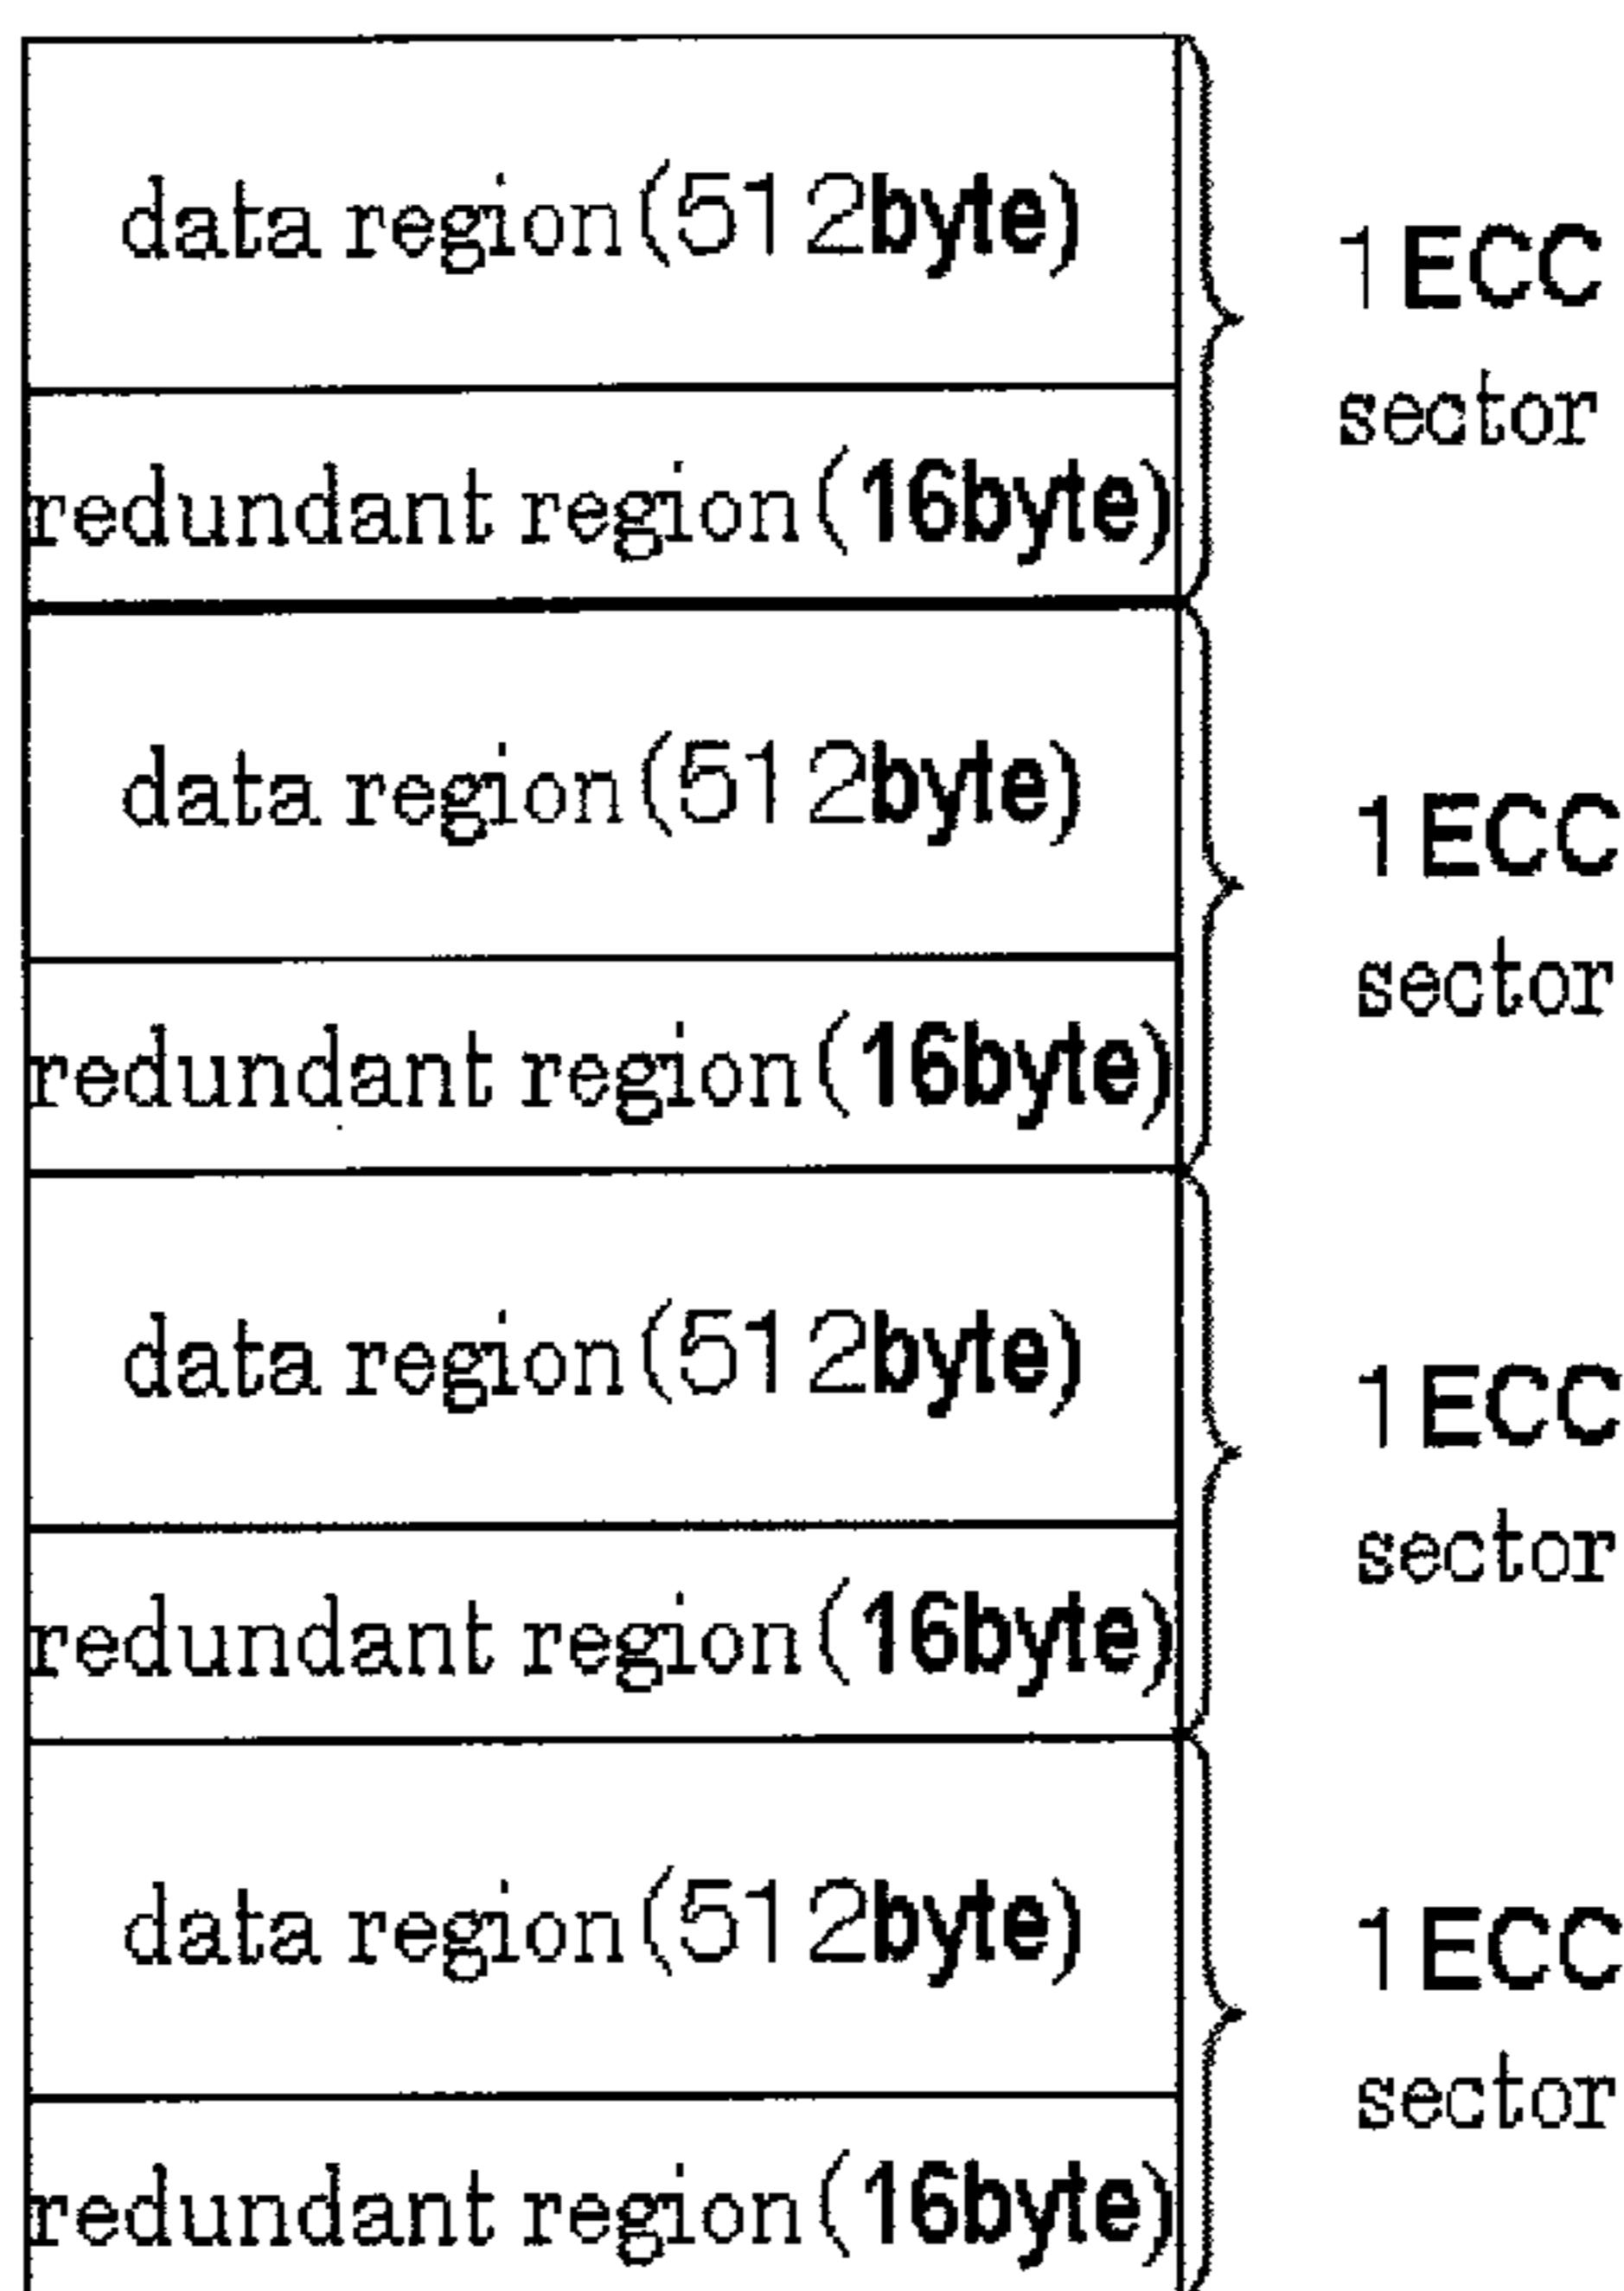 data region(512byte)
1ECC
sector
redundant region(16byte)
data region(512byte)
1ECC
sector
redundant region(16byte)
data region(512byte)
1ECC
sector
redundant region(16byte)
data region(512byte)
1ECC
sector
redundant region(16byte)